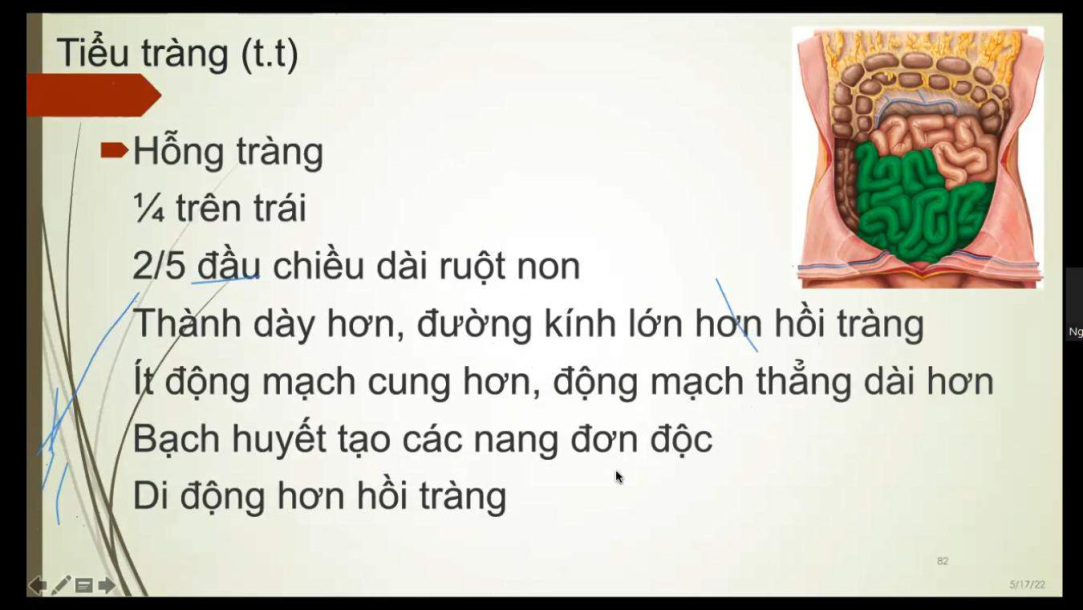 Tiểu tràng (t.t)
Hỗng tràng
¼ trên trái
2/5 đầu chiều dài ruột non
Thành dày hơn, đường kính lớn hơn hồi tràng
Ít động mạch cung hơn, động mạch thẳng dài hơn
Bạch huyết tạo các nang đơn độc
Di động hơn hồi tràng
82
5/17/22
Ng